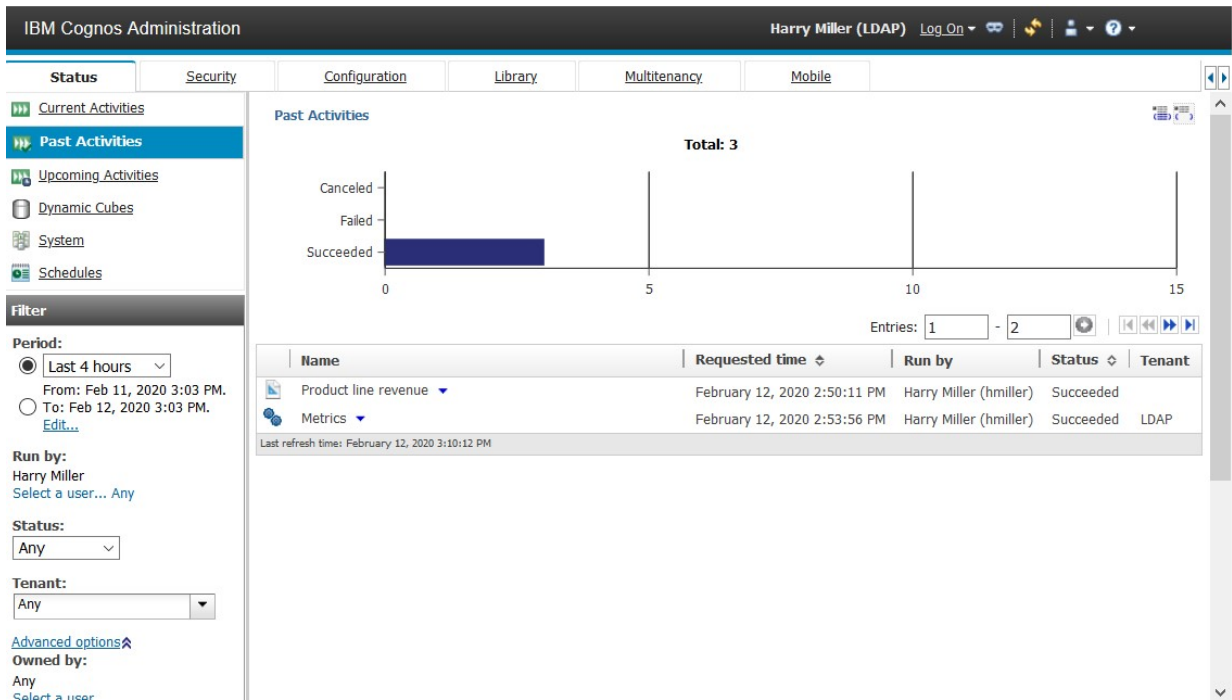 IBM Cognos Administration
Harry Miller (LDAP) Log On
Status Security Configuration Library Multitenancy Mobile
Current Activities
Past Activities
Upcoming Activities
Dynamic Cubes
System
Schedules
Filter
Period:
Last 4 hours
From: Feb 11, 2020 3:03 PM.
To: Feb 12, 2020 3:03 PM.
Edit...
Run by:
Harry Miller
Select a user... Any
Status:
Any
Tenant:
Any
Advanced options
Owned by:
Any
Select a user
Past Activities
Total: 3
Canceled
Failed
Succeeded
0 5 10 15
Entries: 1 - 2
Name Requested time Run by Status Tenant
Product line revenue February 12, 2020 2:50:11 PM Harry Miller (hmiller) Succeeded
Metrics February 12, 2020 2:53:56 PM Harry Miller (hmiller) Succeeded LDAP
Last refresh time: February 12, 2020 3:10:12 PM